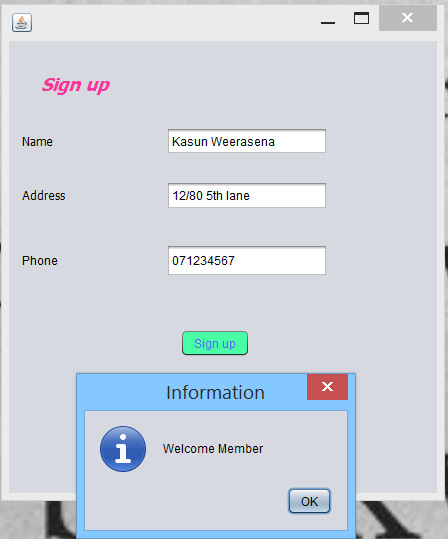 Sign up
Name Kasun Weerasena
Address 12/80 5th lane
Phone 071234567
Sign up
Information
Welcome Member
OK